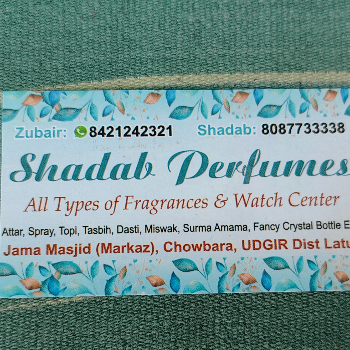 Zubair: 8421242321 Shadab: 8087733338
Shadab Perfumes
All Types of Fragrances & Watch Center
Attar, Spray, Topi, Tasbih, Dasti, Miswak, Surma Amama, Fancy Crystal Bottle E
Jama Masjid (Markaz), Chowbara, UDGIR Dist Latu